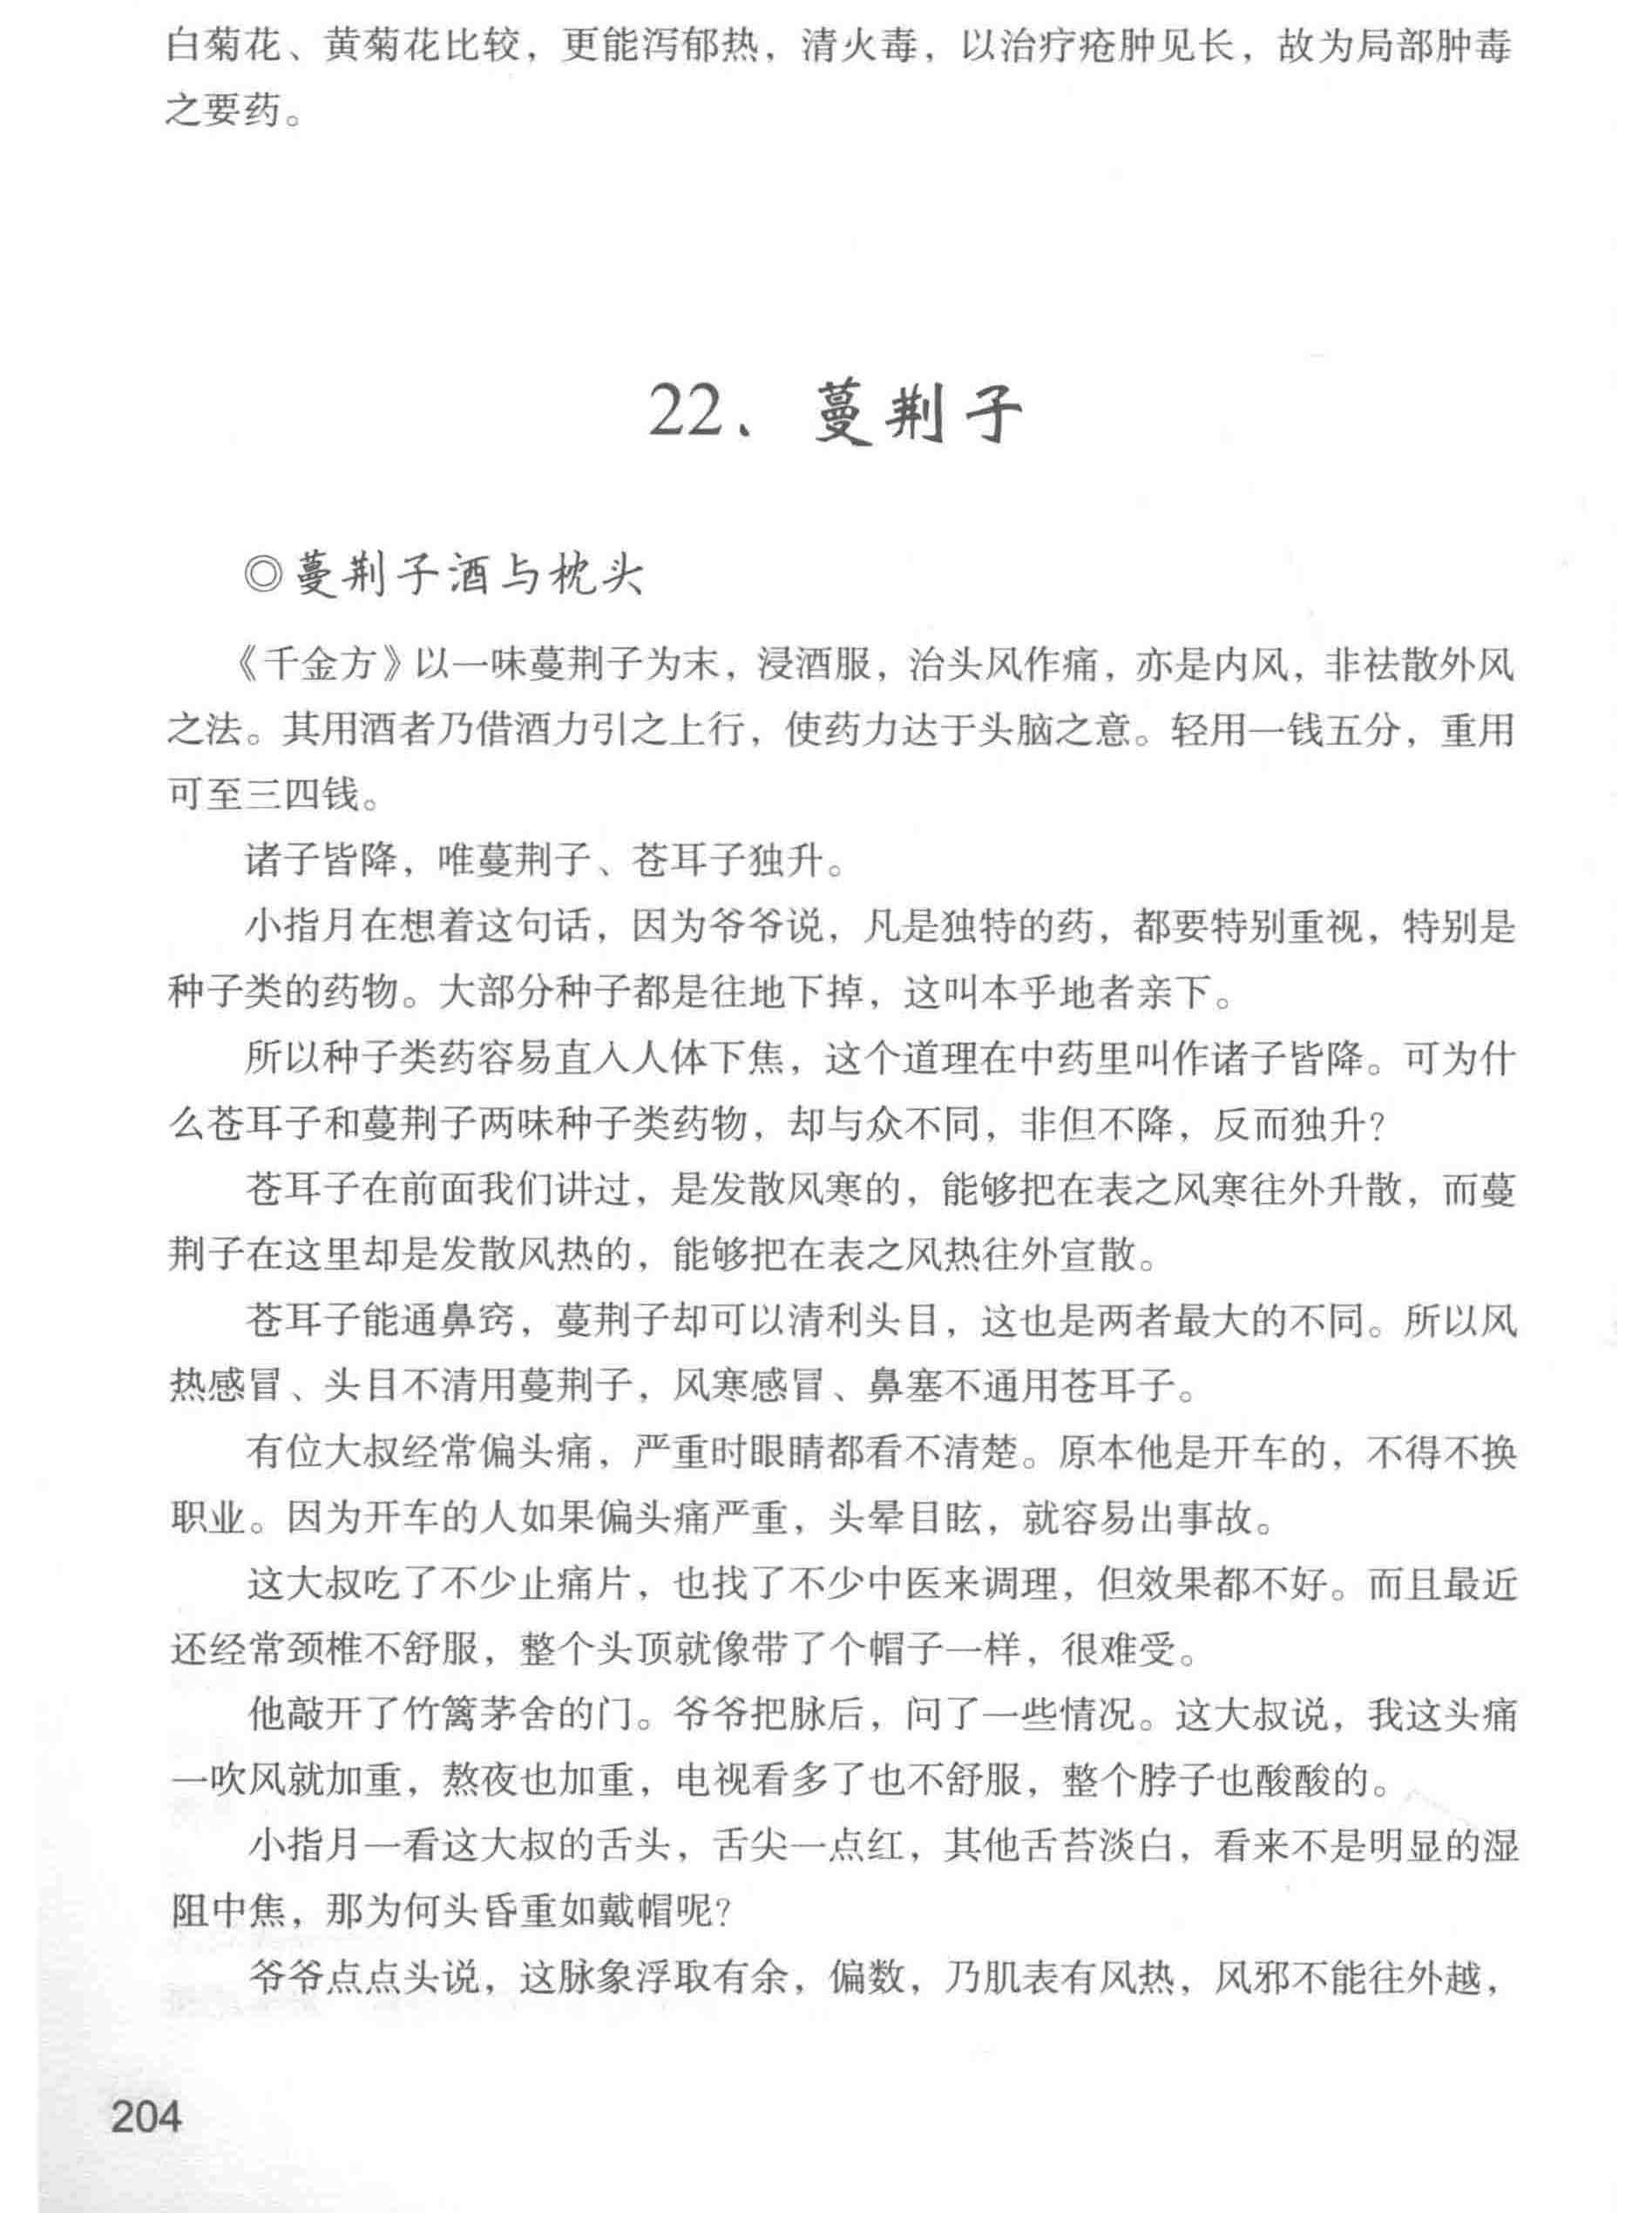 白菊花、黄菊花比较，更能泻郁热，清火毒，以治疗疮肿见长，故为局部肿毒
之要药。
22、蔓荆子
◎蔓荆子酒与枕头
《千金方》以一味蔓荆子为末，浸酒服，治头风作痛，亦是内风，非祛散外风
之法。其用酒者乃借酒力引之上行，使药力达于头脑之意。轻用一钱五分，重用
可至三四钱。
诸子皆降，唯蔓荆子、苍耳子独升。
小指月在想着这句话，因为爷爷说，凡是独特的药，都要特别重视，特别是
种子类的药物。大部分种子都是往地下掉，这叫本乎地者亲下。
所以种子类药容易直入人体下焦，这个道理在中药里叫作诸子皆降。可为什
么苍耳子和蔓荆子两味种子类药物，却与众不同，非但不降，反而独升？
苍耳子在前面我们讲过，是发散风寒的，能够把在表之风寒往外升散，而蔓
荆子在这里却是发散风热的，能够把在表之风热往外宣散。
苍耳子能通鼻窍，蔓荆子却可以清利头目，这也是两者最大的不同。所以风
热感冒、头目不清用蔓荆子，风寒感冒、鼻塞不通用苍耳子。
有位大叔经常偏头痛，严重时眼睛都看不清楚。原本他是开车的，不得不换
职业。因为开车的人如果偏头痛严重，头晕目眩，就容易出事故。
这大叔吃了不少止痛片，也找了不少中医来调理，但效果都不好。而且最近
还经常颈椎不舒服，整个头顶就像带了个帽子一样，很难受。
他敲开了竹篱茅舍的门。爷爷把脉后，问了一些情况。这大叔说，我这头痛
一吹风就加重，熬夜也加重，电视看多了也不舒服，整个脖子也酸酸的。
小指月一看这大叔的舌头，舌尖一点红，其他舌苔淡白，看来不是明显的湿
阻中焦，那为何头昏重如戴帽呢？
爷爷点点头说，这脉象浮取有余，偏数，乃肌表有风热，风邪不能往外越，
204